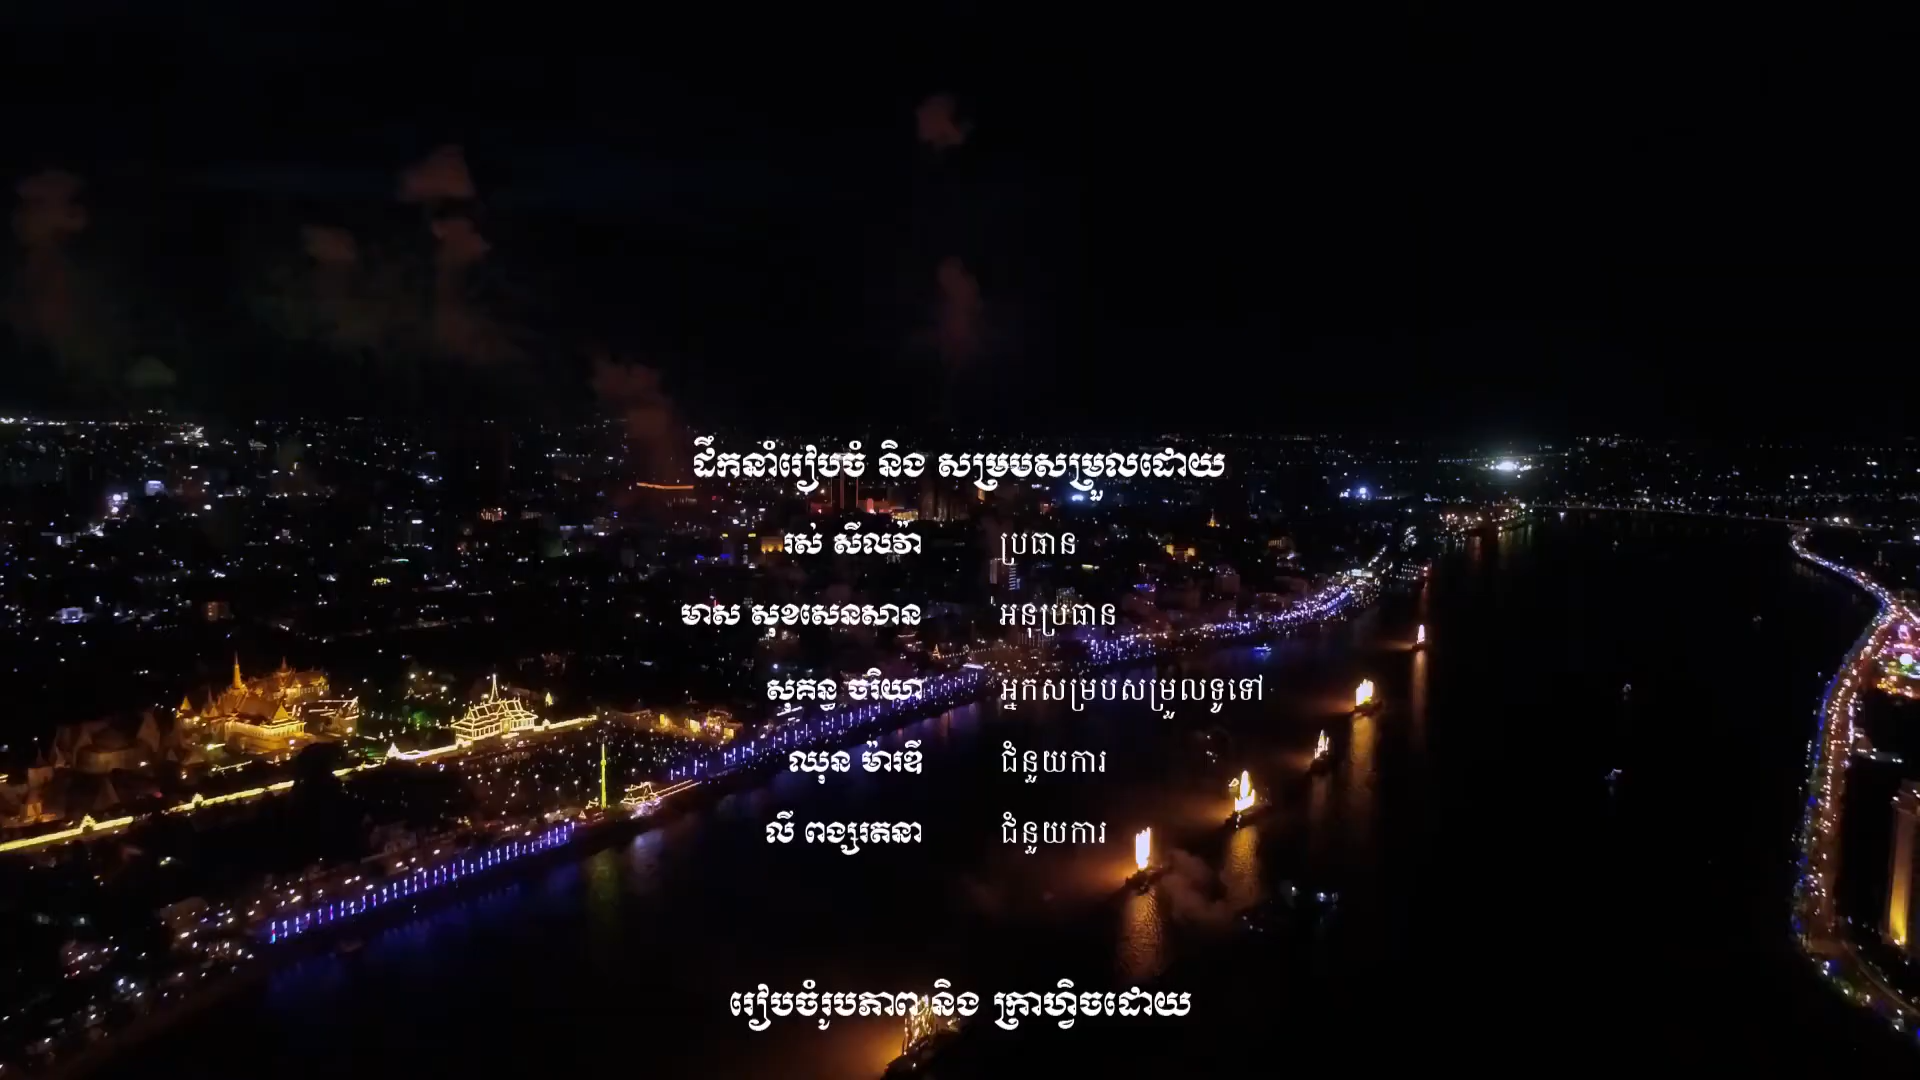 ដឹកនាំរៀបចំ និង សម្របសម្រួលដោយ
រស់ សីលវ៉ា ប្រធាន
មាស សុខសេនសាន អនុប្រធាន
សុគន្ធ ចរិយា អ្នកសម្របសម្រួលទូទៅ
ឈុន ម៉ារឌី ជំនួយការ
លី ពង្សរតនា ជំនួយការ
រៀបចំរូបភាព និង ក្រាហ្វិចដោយ